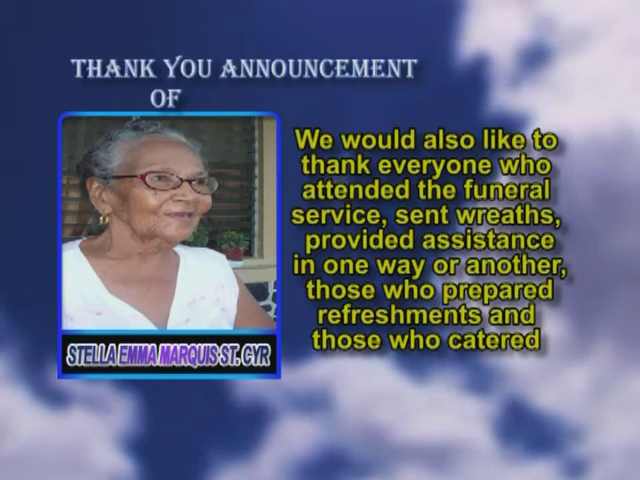 THANK YOU ANNOUNCEMENT
OF
STELLA EMMA MARQUIS ST. CYR
We would also like to
thank everyone who
attended the funeral
service, sent wreaths,
provided assistance
in one way or another,
those who prepared
refreshments and
those who catered